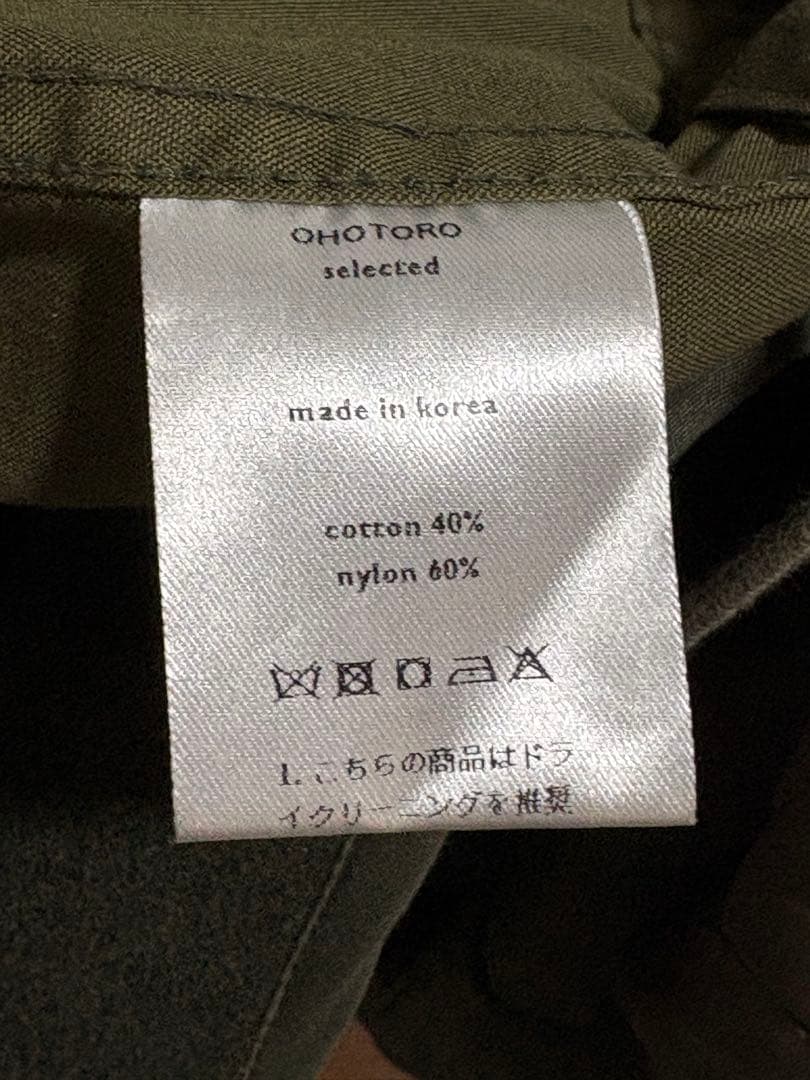 OHOTORO
selected
made in korea
cotton 40%
nylon 60%
1. こちらの商品はドラ
イクリーニングを推奨